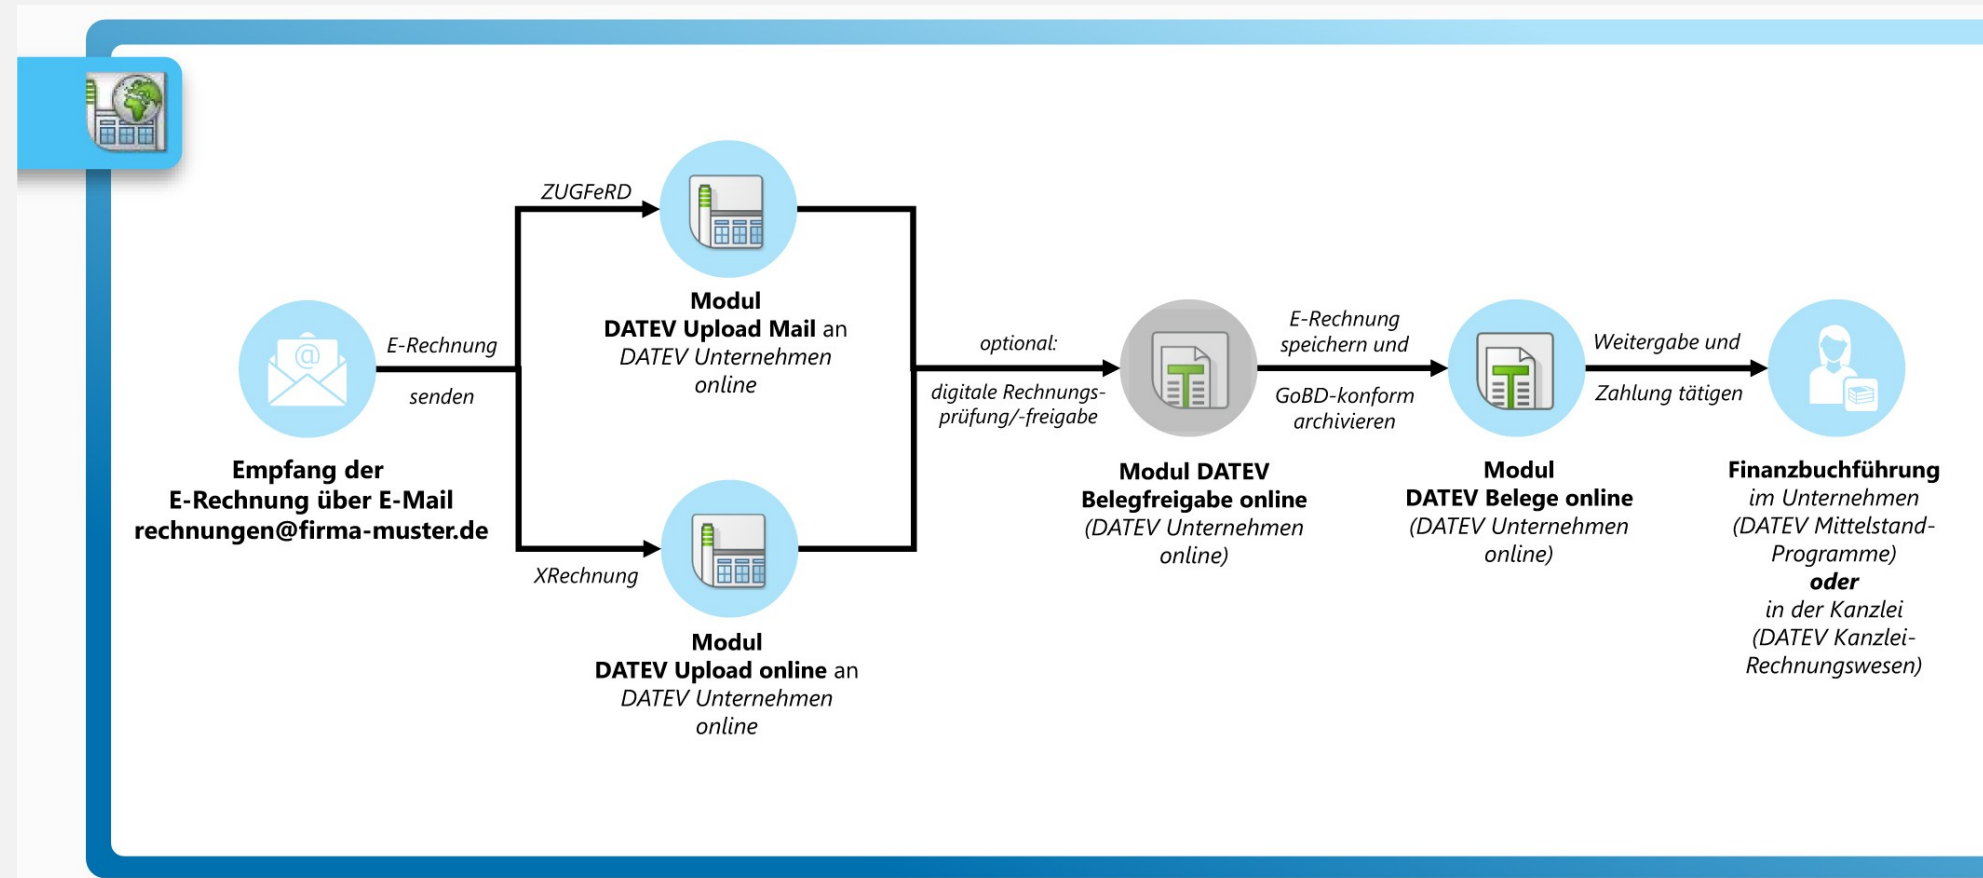 E-Rechnung
senden
Empfang der
E-Rechnung über E-Mail
rechnungen@firma-muster.de
ZUGFeRD
Modul
DATEV Upload Mail an
DATEV Unternehmen
online
XRechnung
Modul
DATEV Upload online an
DATEV Unternehmen
online
optional:
digitale Rechnungs-
prüfung/-freigabe
Modul DATEV
Belegfreigabe online
(DATEV Unternehmen
online)
E-Rechnung
speichern und
GoBD-konform
archivieren
Modul
DATEV Belege online
(DATEV Unternehmen
online)
Weitergabe und
Zahlung tätigen
Finanzbuchführung
im Unternehmen
(DATEV Mittelstand-
Programme)
oder
in der Kanzlei
(DATEV Kanzlei-
Rechnungswesen)